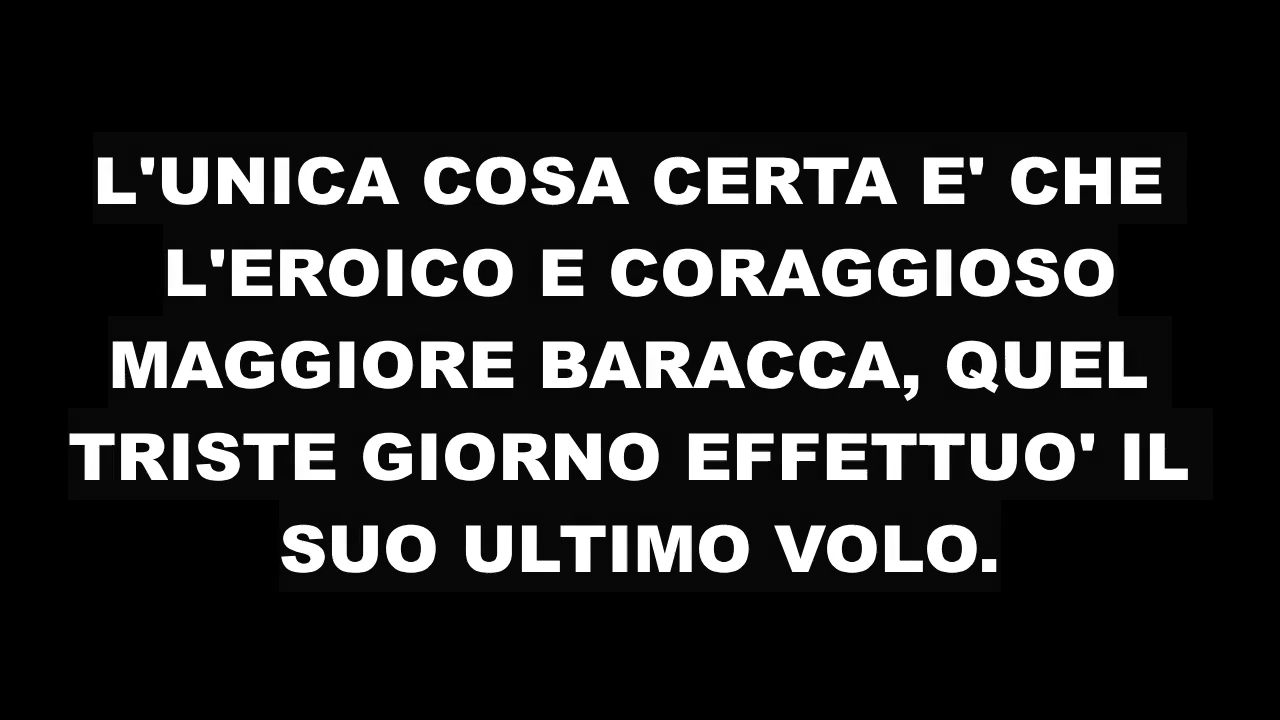 L'UNICA COSA CERTA E' CHE
L'EROICO E CORAGGIOSO
MAGGIORE BARACCA, QUEL
TRISTE GIORNO EFFETTUO' IL
SUO ULTIMO VOLO.